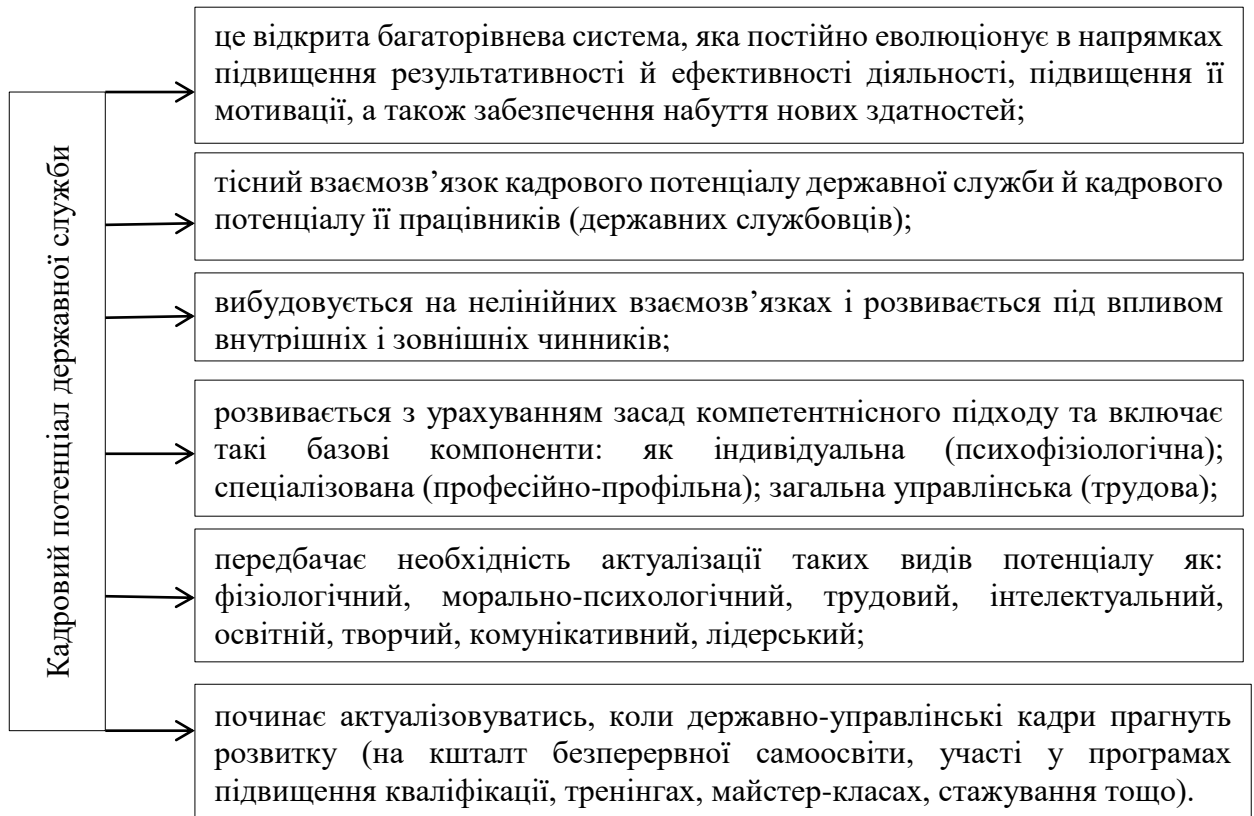 Кадровий потенціал державної служби
це відкрита багаторівнева система, яка постійно еволюціонує в напрямках
підвищення результативності й ефективності діяльності, підвищення її
мотивації, а також забезпечення набуття нових здатностей;
тісний взаємозв’язок кадрового потенціалу державної служби й кадрового
потенціалу її працівників (державних службовців);
вибудовується на нелінійних взаємозв’язках і розвивається під впливом
внутрішніх і зовнішніх чинників;
розвивається з урахуванням засад компетентнісного підходу та включає
такі базові компоненти: як індивідуальна (психофізіологічна);
спеціалізована (професійно-профільна); загальна управлінська (трудова);
передбачає необхідність актуалізації таких видів потенціалу як:
фізіологічний, морально-психологічний, трудовий, інтелектуальний,
освітній, творчий, комунікативний, лідерський;
починає актуалізовуватись, коли державно-управлінські кадри прагнуть
розвитку (на кшталт безперервної самоосвіти, участі у програмах
підвищення кваліфікації, тренінгах, майстер-класах, стажування тощо).